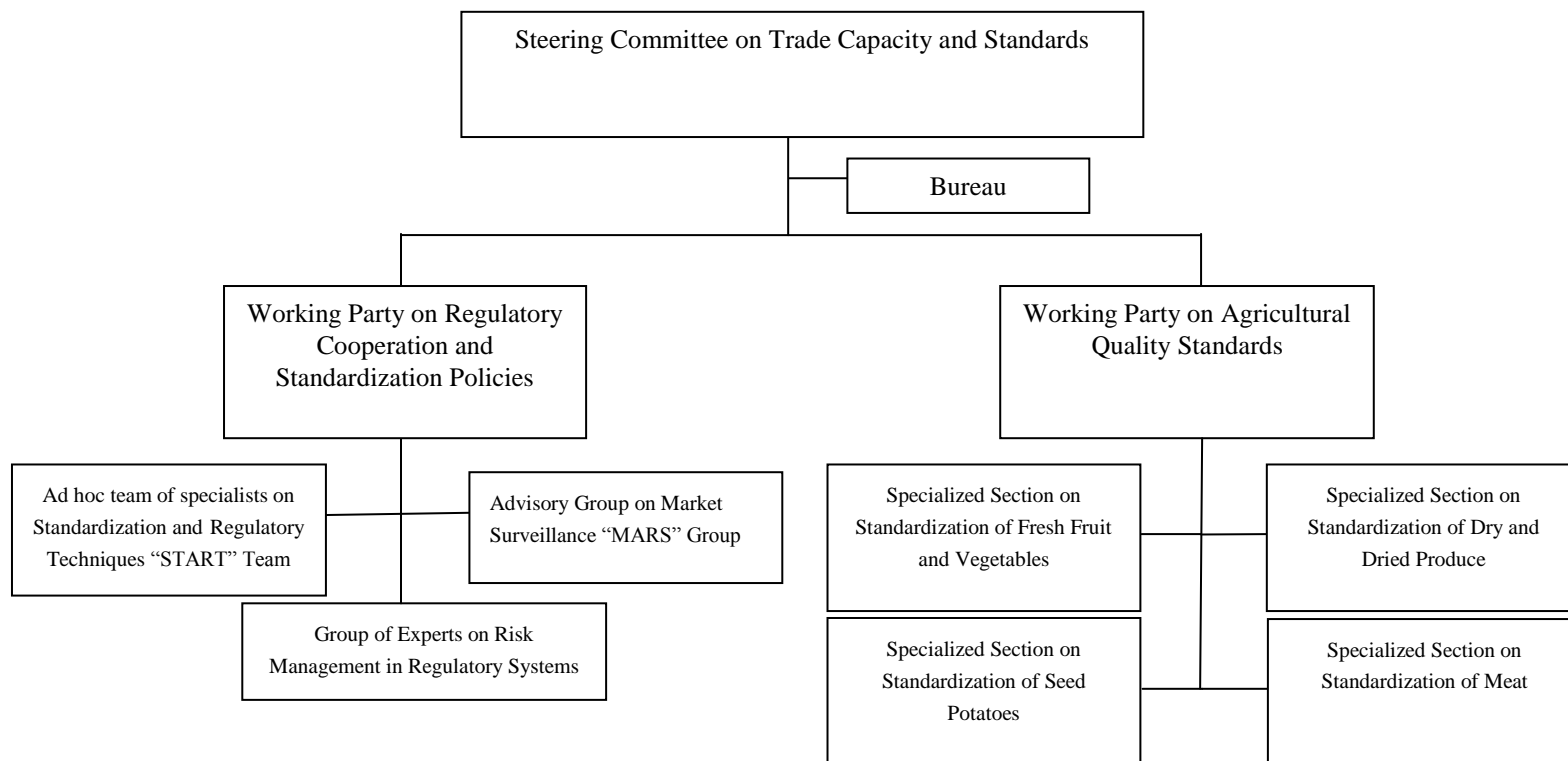 Steering Committee on Trade Capacity and Standards
Bureau
Working Party on Regulatory
Cooperation and
Standardization Policies
Working Party on Agricultural
Quality Standards
Ad hoc team of specialists on
Standardization and Regulatory
Techniques “START” Team
Advisory Group on Market
Surveillance “MARS” Group
Group of Experts on Risk
Management in Regulatory Systems
Specialized Section on
Standardization of Fresh Fruit
and Vegetables
Specialized Section on
Standardization of Dry and
Dried Produce
Specialized Section on
Standardization of Seed
Potatoes
Specialized Section on
Standardization of Meat